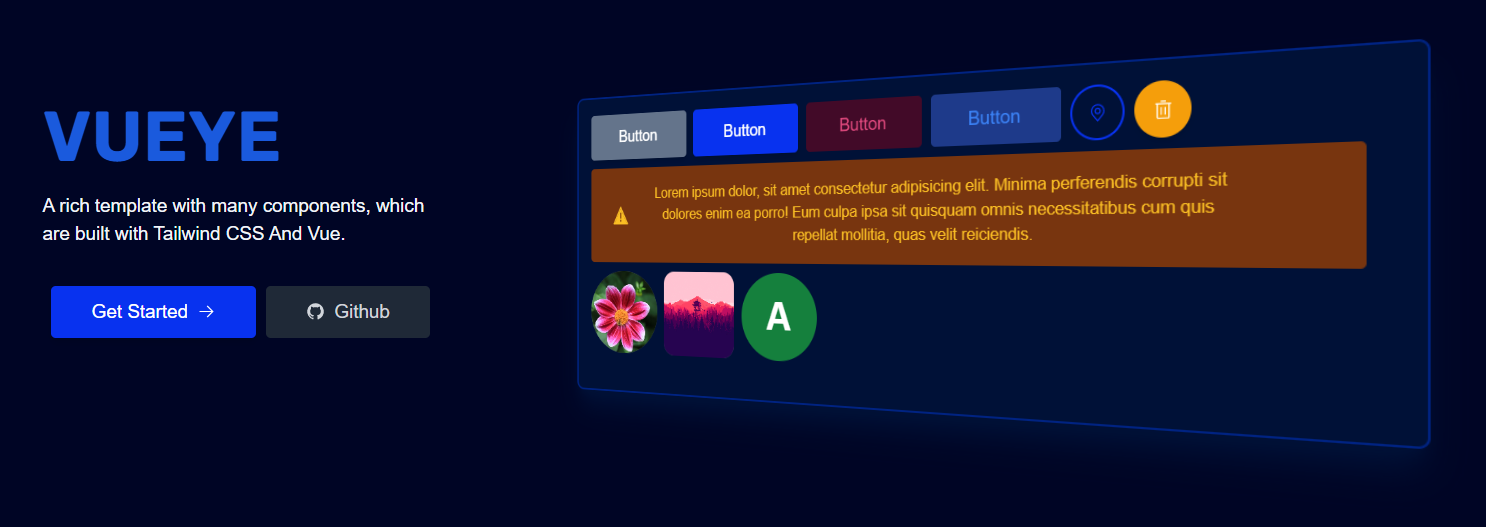 VUEYE
A rich template with many components, which
are built with Tailwind CSS And Vue.
Get Started →
Github
Button
Button
Button
Button
Lorem ipsum dolor, sit amet consectetur adipisicing elit. Minima perferendis corrupti sit
dolores enim ea porro! Eum culpa ipsa sit quisquam omnis necessitatibus cum quis
repellat mollitia, quas velit reiciendis.
A